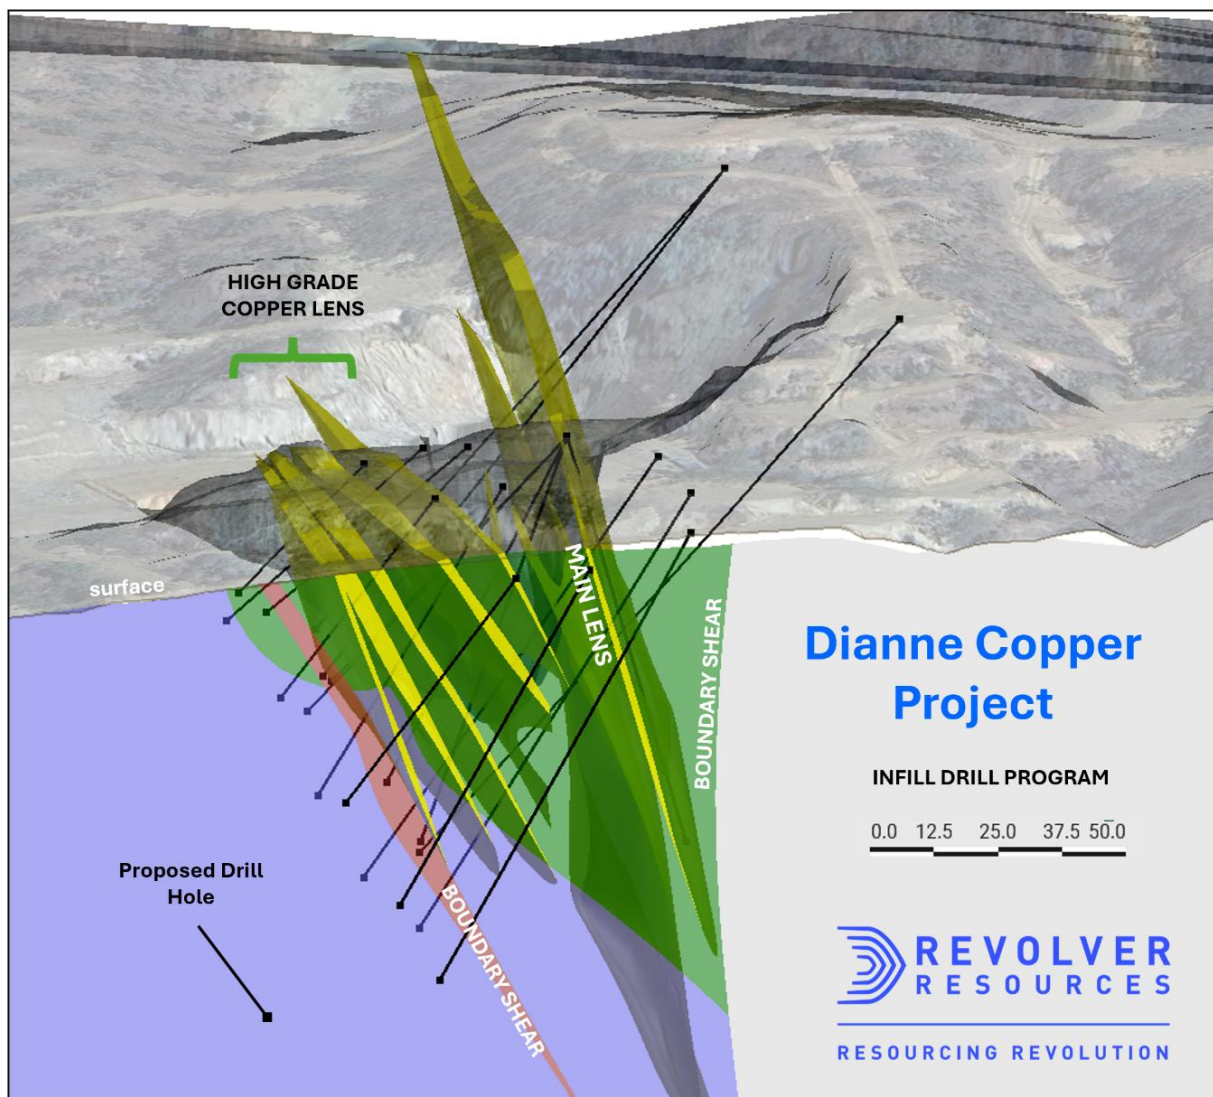 HIGH GRADE
COPPER LENS
surface
MAIN LENS
BOUNDARY SHEAR
BOUNDARY SHEAR
Dianne Copper
Project
INFILL DRILL PROGRAM
0.0 12.5 25.0 37.5 50.0
Proposed Drill
Hole
REVOLVER
RESOURCES
RESOURCING REVOLUTION